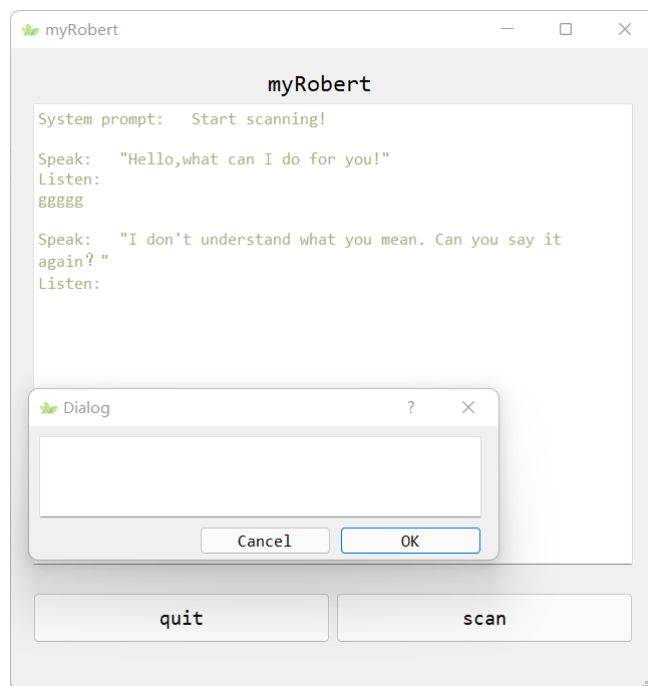 myRobert
myRobert
System prompt:   Start scanning!
Speak:   "Hello,what can I do for you!"
Listen:
ggggg
Speak:   "I don't understand what you mean. Can you say it
again？"
Listen:
Dialog
?
Cancel
OK
quit
scan